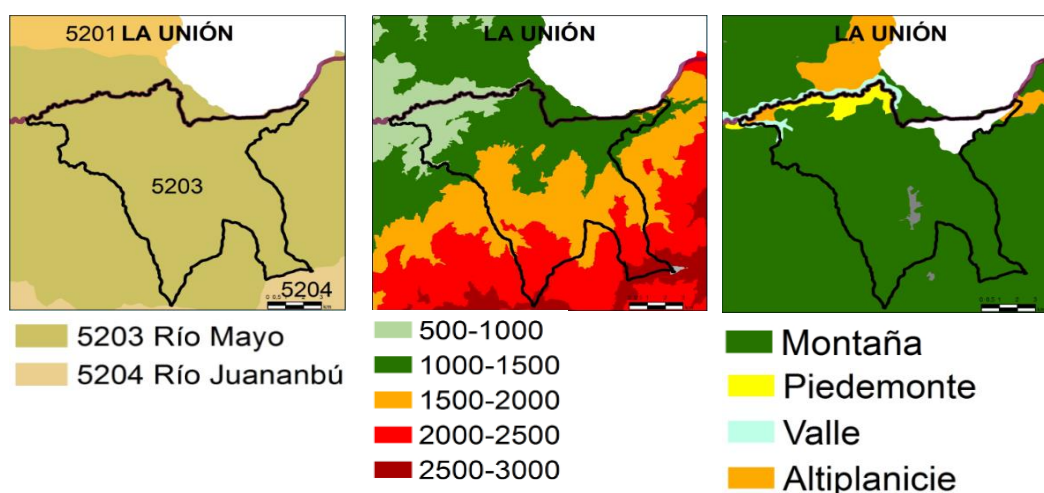 5201 LA UNIÓN
5203
5204
5203 Río Mayo
5204 Río Juananbú
LA UNIÓN
500-1000
1000-1500
1500-2000
2000-2500
2500-3000
LA UNIÓN
Montaña
Piedemonte
Valle
Altiplanicie